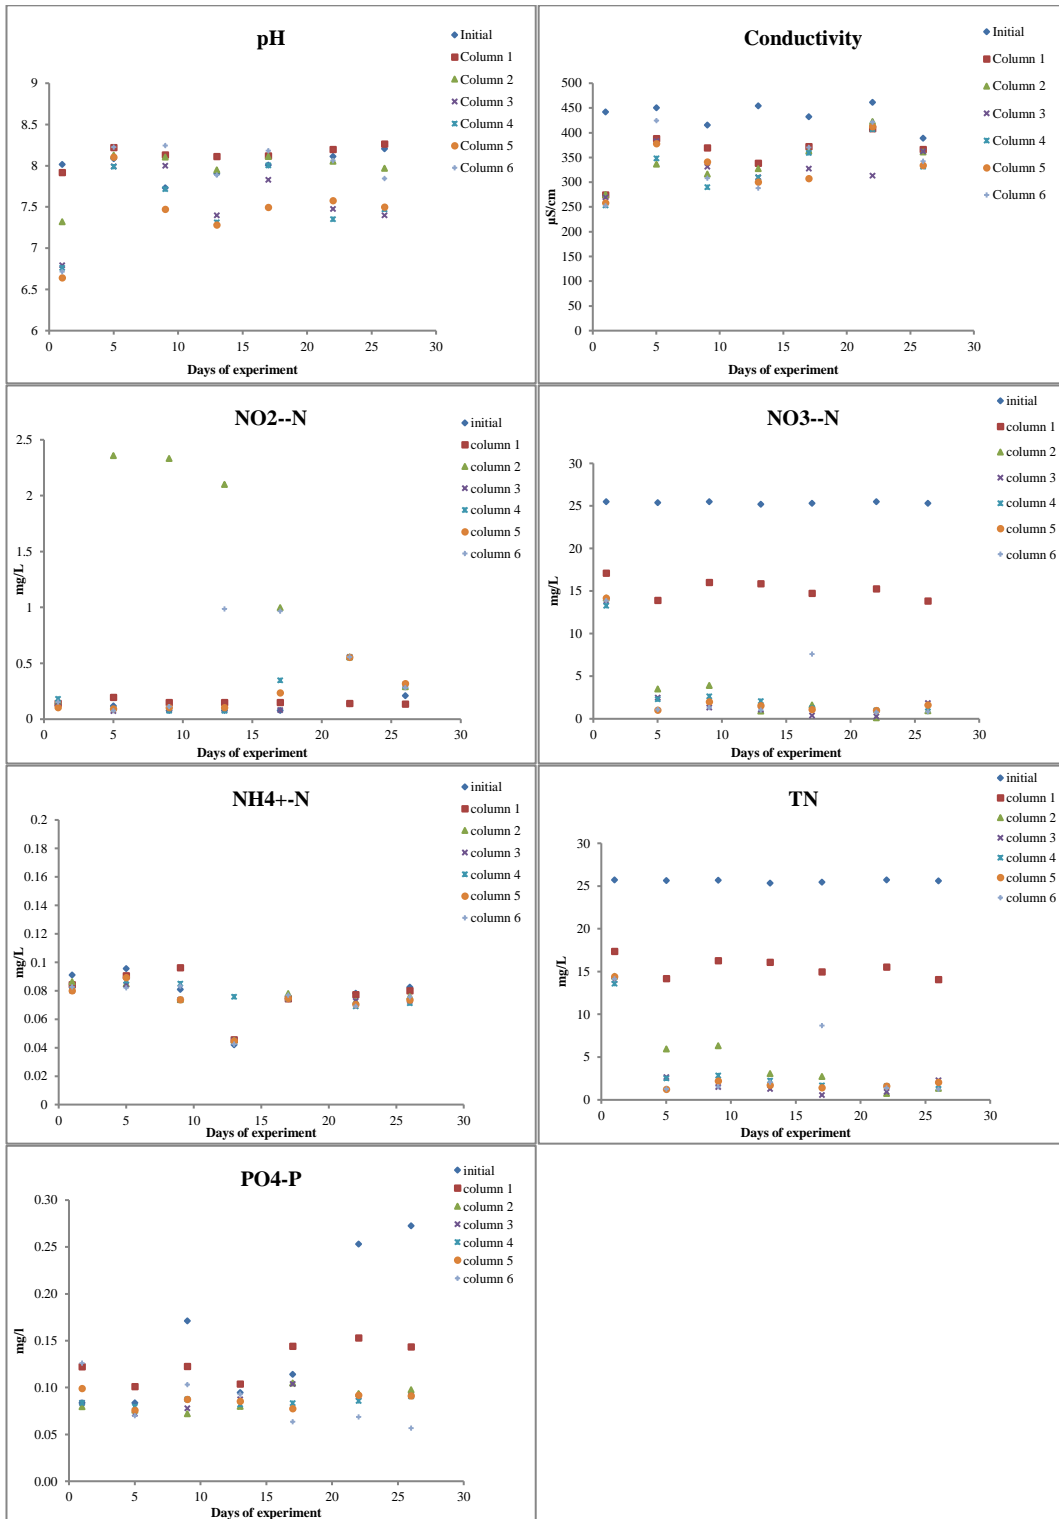 pH
Initial
Column 1
Column 2
Column 3
Column 4
Column 5
Column 6
9
8.5
8
7.5
7
6.5
6
0 5 10 15 20 25 30
Days of experiment
Conductivity
Initial
Column 1
Column 2
Column 3
Column 4
Column 5
Column 6
µS/cm
500
450
400
350
300
250
200
150
100
50
0
0 5 10 15 20 25 30
Days of experiment
NO2--N
initial
column 1
column 2
column 3
column 4
column 5
column 6
mg/L
2.5
2
1.5
1
0.5
0
0 5 10 15 20 25 30
Days of experiment
NO3--N
initial
column 1
column 2
column 3
column 4
column 5
column 6
mg/L
30
25
20
15
10
5
0
0 5 10 15 20 25 30
Days of experiment
NH4+-N
initial
column 1
column 2
column 3
column 4
column 5
column 6
mg/L
0.2
0.18
0.16
0.14
0.12
0.1
0.08
0.06
0.04
0.02
0
0 5 10 15 20 25 30
Days of experiment
TN
initial
column 1
column 2
column 3
column 4
column 5
column 6
mg/L
30
25
20
15
10
5
0
0 5 10 15 20 25 30
Days of experiment
PO4-P
initial
column 1
column 2
column 3
column 4
column 5
column 6
mg/l
0.30
0.25
0.20
0.15
0.10
0.05
0.00
0 5 10 15 20 25 30
Days of experiment